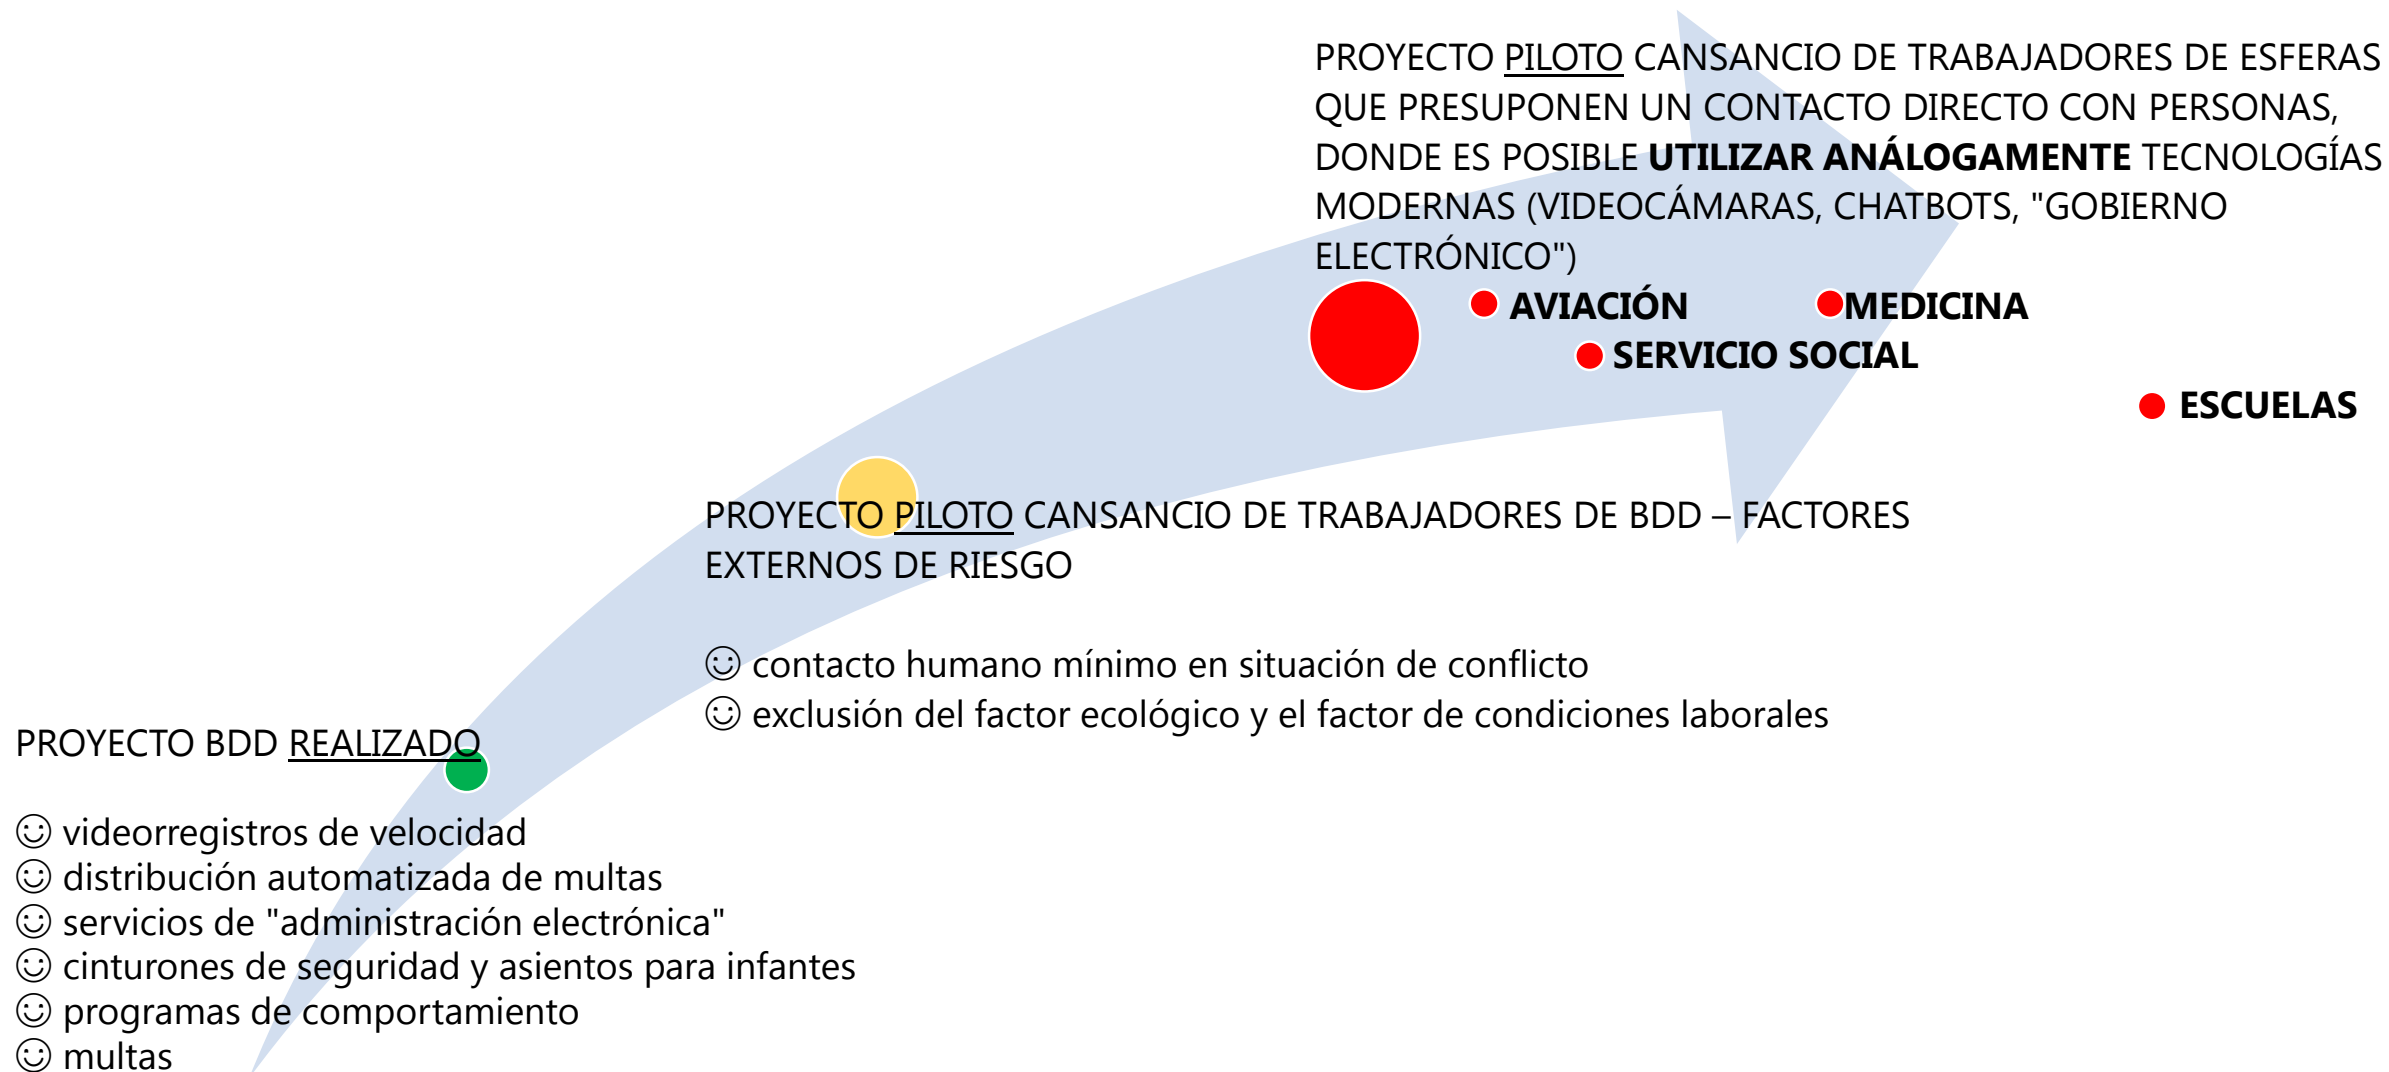 PROYECTO PILOTO CANSANCIO DE TRABAJADORES DE ESFERAS
QUE PRESUPONEN UN CONTACTO DIRECTO CON PERSONAS,
DONDE ES POSIBLE UTILIZAR ANÁLOGAMENTE TECNOLOGÍAS
MODERNAS (VIDEOCÁMARAS, CHATBOTS, "GOBIERNO
ELECTRÓNICO")
AVIACIÓN MEDICINA
SERVICIO SOCIAL
ESCUELAS
PROYECTO PILOTO CANSANCIO DE TRABAJADORES DE BDD – FACTORES
EXTERNOS DE RIESGO
☺ contacto humano mínimo en situación de conflicto
☺ exclusión del factor ecológico y el factor de condiciones laborales
PROYECTO BDD REALIZADO
☺ videorregistros de velocidad
☺ distribución automatizada de multas
☺ servicios de "administración electrónica"
☺ cinturones de seguridad y asientos para infantes
☺ programas de comportamiento
☺ multas